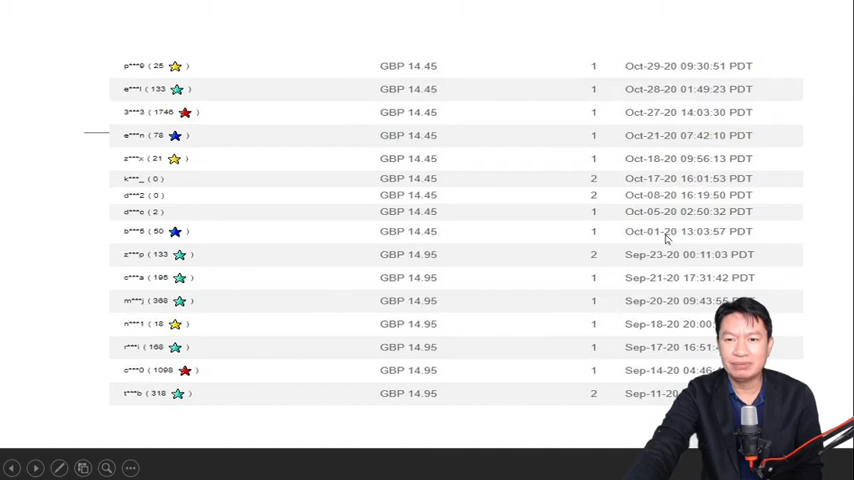 p***9 ( 25 ) GBP 14.45 1 Oct-29-20 09:30:51 PDT
e***l ( 133 ) GBP 14.45 1 Oct-28-20 01:49:23 PDT
3***3 ( 1746 ) GBP 14.45 1 Oct-27-20 14:03:30 PDT
e***n ( 78 ) GBP 14.45 1 Oct-21-20 07:42:10 PDT
z***x ( 21 ) GBP 14.45 1 Oct-18-20 09:56:13 PDT
k***_ ( 0 ) GBP 14.45 2 Oct-17-20 16:01:53 PDT
d***2 ( 0 ) GBP 14.45 2 Oct-08-20 16:19:50 PDT
d***c ( 2 ) GBP 14.45 1 Oct-05-20 02:50:32 PDT
b***5 ( 50 ) GBP 14.45 1 Oct-01-20 13:03:57 PDT
z***p ( 133 ) GBP 14.95 2 Sep-23-20 00:11:03 PDT
c***a ( 195 ) GBP 14.95 1 Sep-21-20 17:31:42 PDT
m***j ( 368 ) GBP 14.95 1 Sep-20-20 09:43:55 PDT
n***1 ( 18 ) GBP 14.95 1 Sep-18-20 20:00
r***i ( 168 ) GBP 14.95 1 Sep-17-20 16:51
c***0 ( 1098 ) GBP 14.95 1 Sep-14-20 04:46
t***b ( 318 ) GBP 14.95 2 Sep-11-20